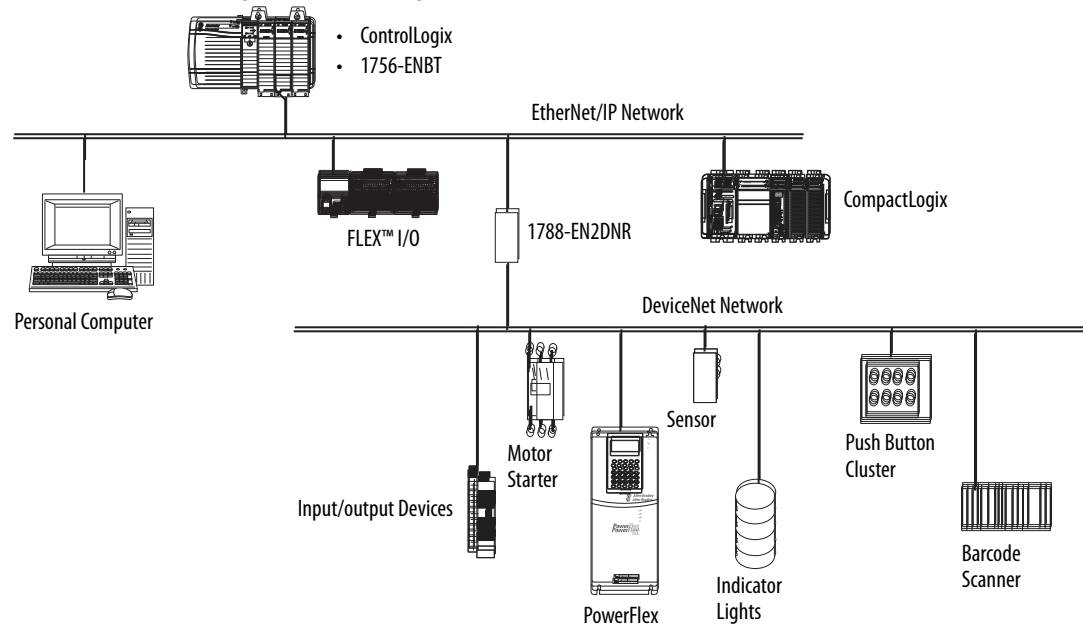 • ControlLogix
• 1756-ENBT
EtherNet/IP Network
CompactLogix
FLEX™ I/O
1788-EN2DNR
Personal Computer
DeviceNet Network
Sensor
Motor
Starter
Push Button
Cluster
Input/output Devices
PowerFlex
Indicator
Lights
Barcode
Scanner